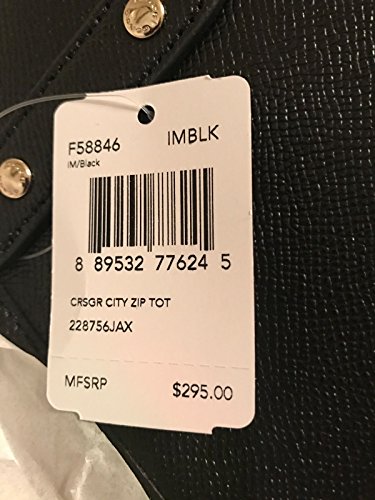 F58846 IMBLK
IM/Black
8 89532 77624 5
CRSGR CITY ZIP TOT
228756JAX
MFSRP $295.00